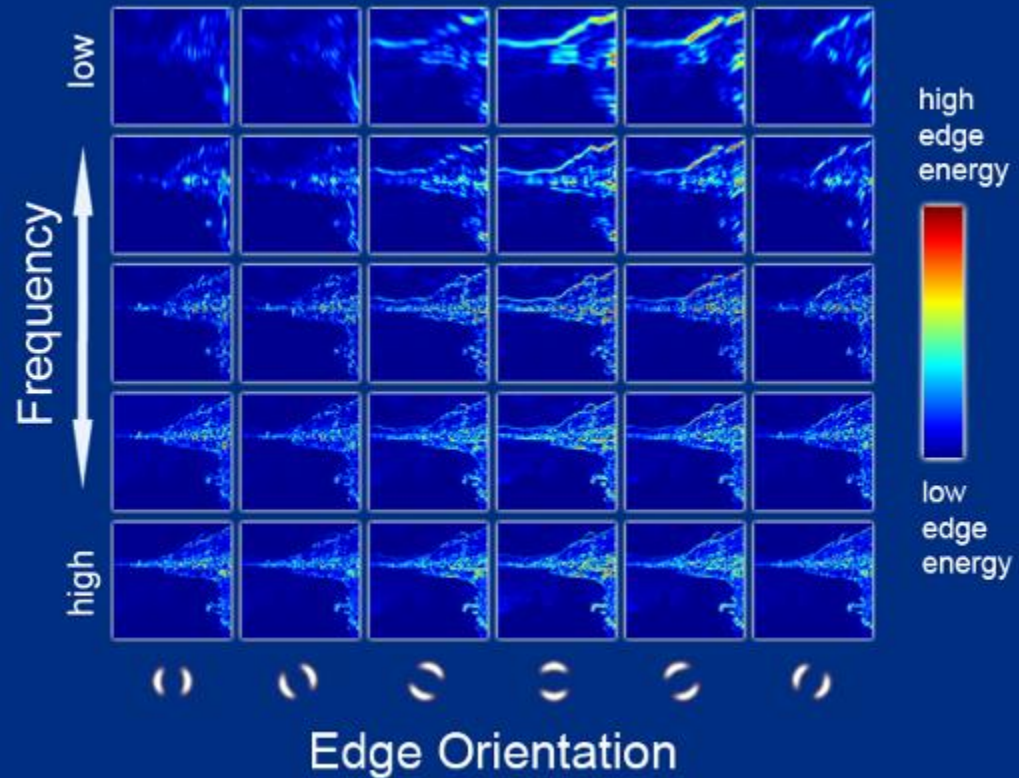 low
Frequency
high
high
edge
energy
low
edge
energy
Edge Orientation